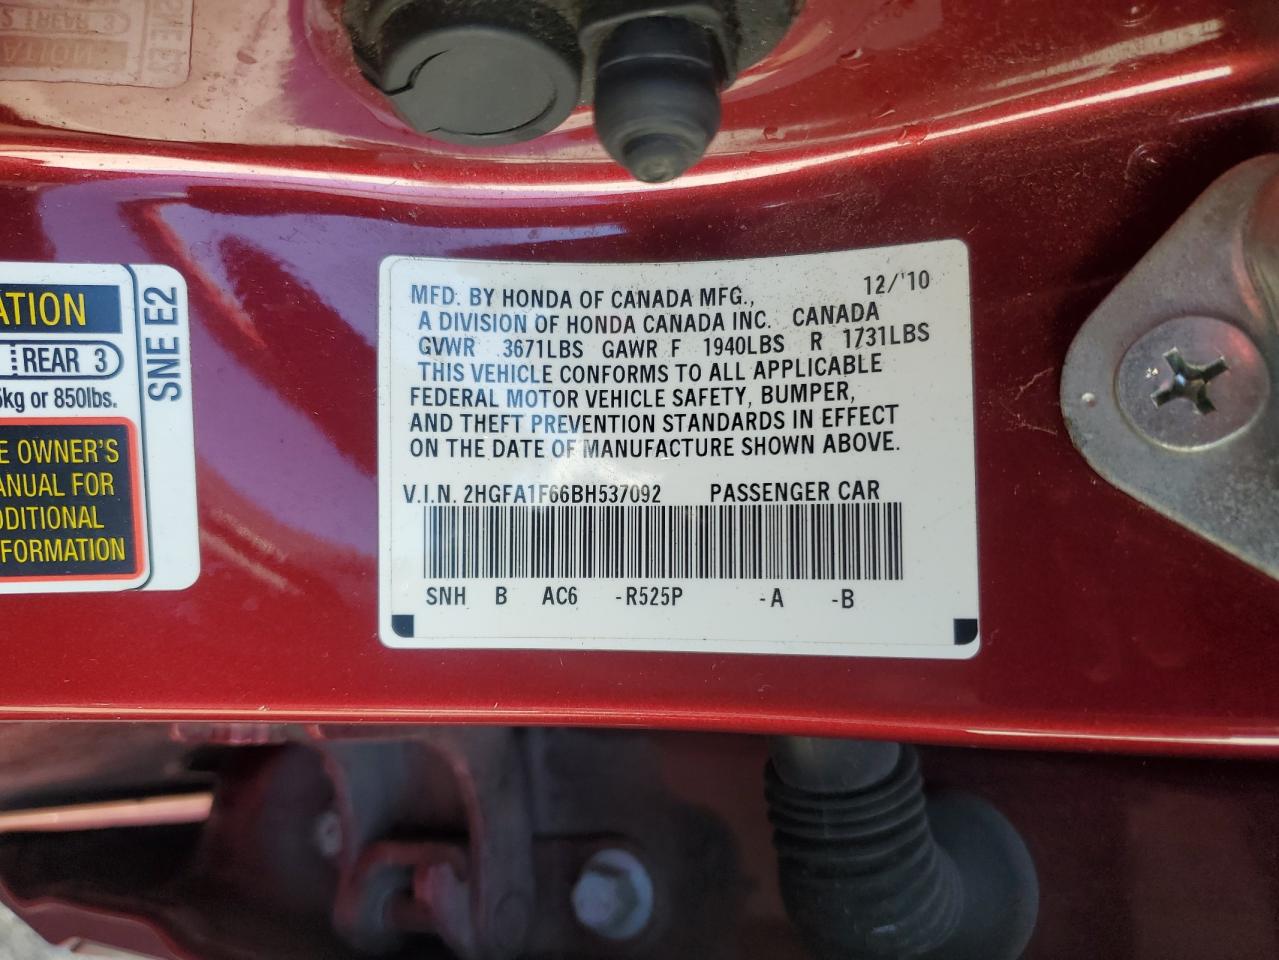 ATION
REAR 3
5kg or 850lbs.
E OWNER'S
ANUAL FOR
DDITIONAL
FORMATION
SNE E2
12/'10
MFD. BY HONDA OF CANADA MFG.,
A DIVISION OF HONDA CANADA INC. CANADA
GVWR 3671LBS GAWR F 1940LBS R 1731LBS
THIS VEHICLE CONFORMS TO ALL APPLICABLE
FEDERAL MOTOR VEHICLE SAFETY, BUMPER,
AND THEFT PREVENTION STANDARDS IN EFFECT
ON THE DATE OF MANUFACTURE SHOWN ABOVE.
V.I.N. 2HGFA1F66BH537092 PASSENGER CAR
SNH B AC6 -R525P -A -B